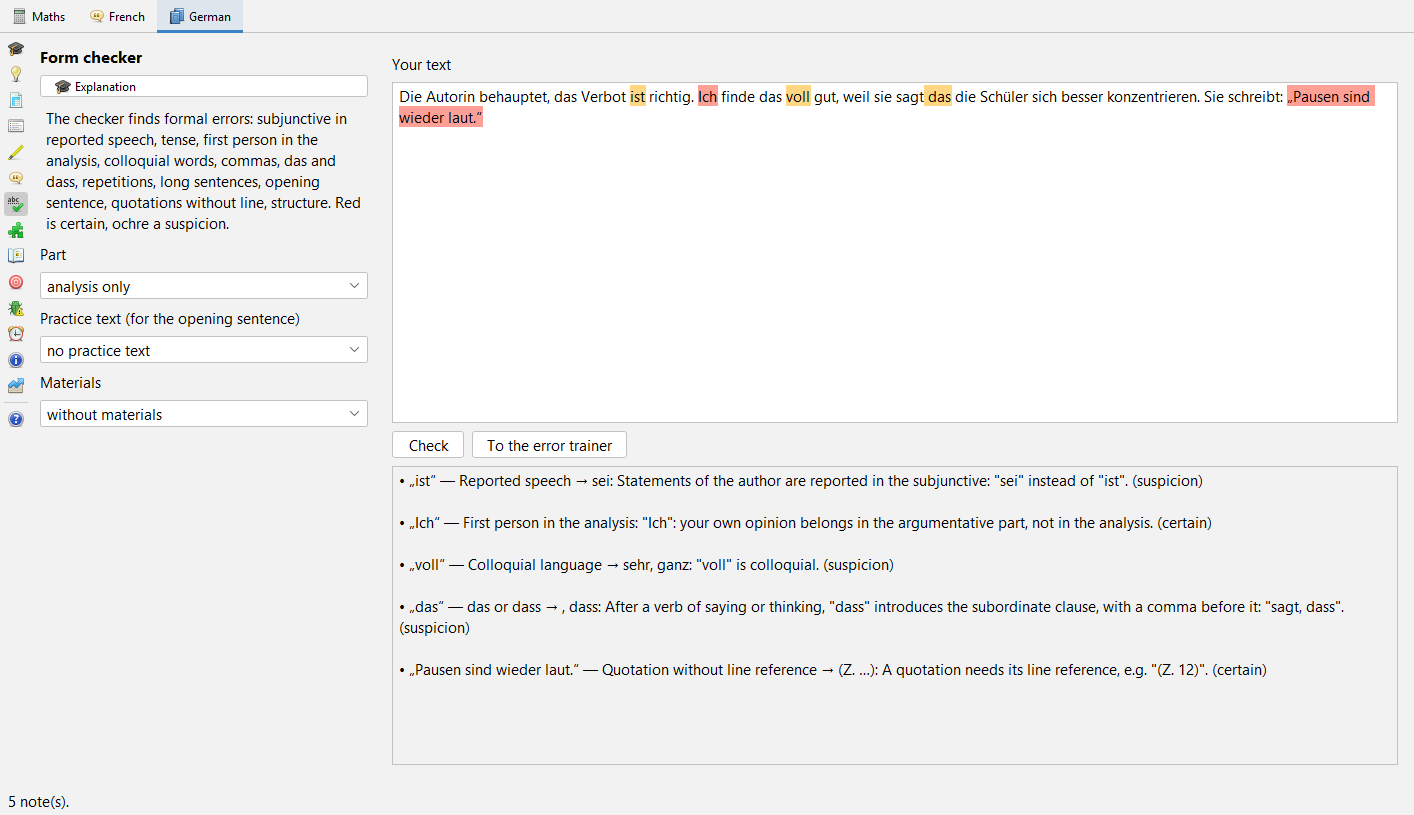 Maths French German
Form checker
Explanation
The checker finds formal errors: subjunctive in
reported speech, tense, first person in the
analysis, colloquial words, commas, das and
dass, repetitions, long sentences, opening
sentence, quotations without line, structure. Red
is certain, ochre a suspicion.
Part
analysis only
Practice text (for the opening sentence)
no practice text
Materials
without materials
Your text
Die Autorin behauptet, das Verbot ist richtig. Ich finde das voll gut, weil sie sagt das die Schüler sich besser konzentrieren. Sie schreibt: „Pausen sind
wieder laut.“
Check To the error trainer
• „ist“ — Reported speech → sei: Statements of the author are reported in the subjunctive: "sei" instead of "ist". (suspicion)
• „Ich“ — First person in the analysis: "Ich": your own opinion belongs in the argumentative part, not in the analysis. (certain)
• „voll“ — Colloquial language → sehr, ganz: "voll" is colloquial. (suspicion)
• „das“ — das or dass → , dass: After a verb of saying or thinking, "dass" introduces the subordinate clause, with a comma before it: "sagt, dass".
(suspicion)
• „Pausen sind wieder laut.“ — Quotation without line reference → (Z. ...): A quotation needs its line reference, e.g. "(Z. 12)". (certain)
5 note(s).